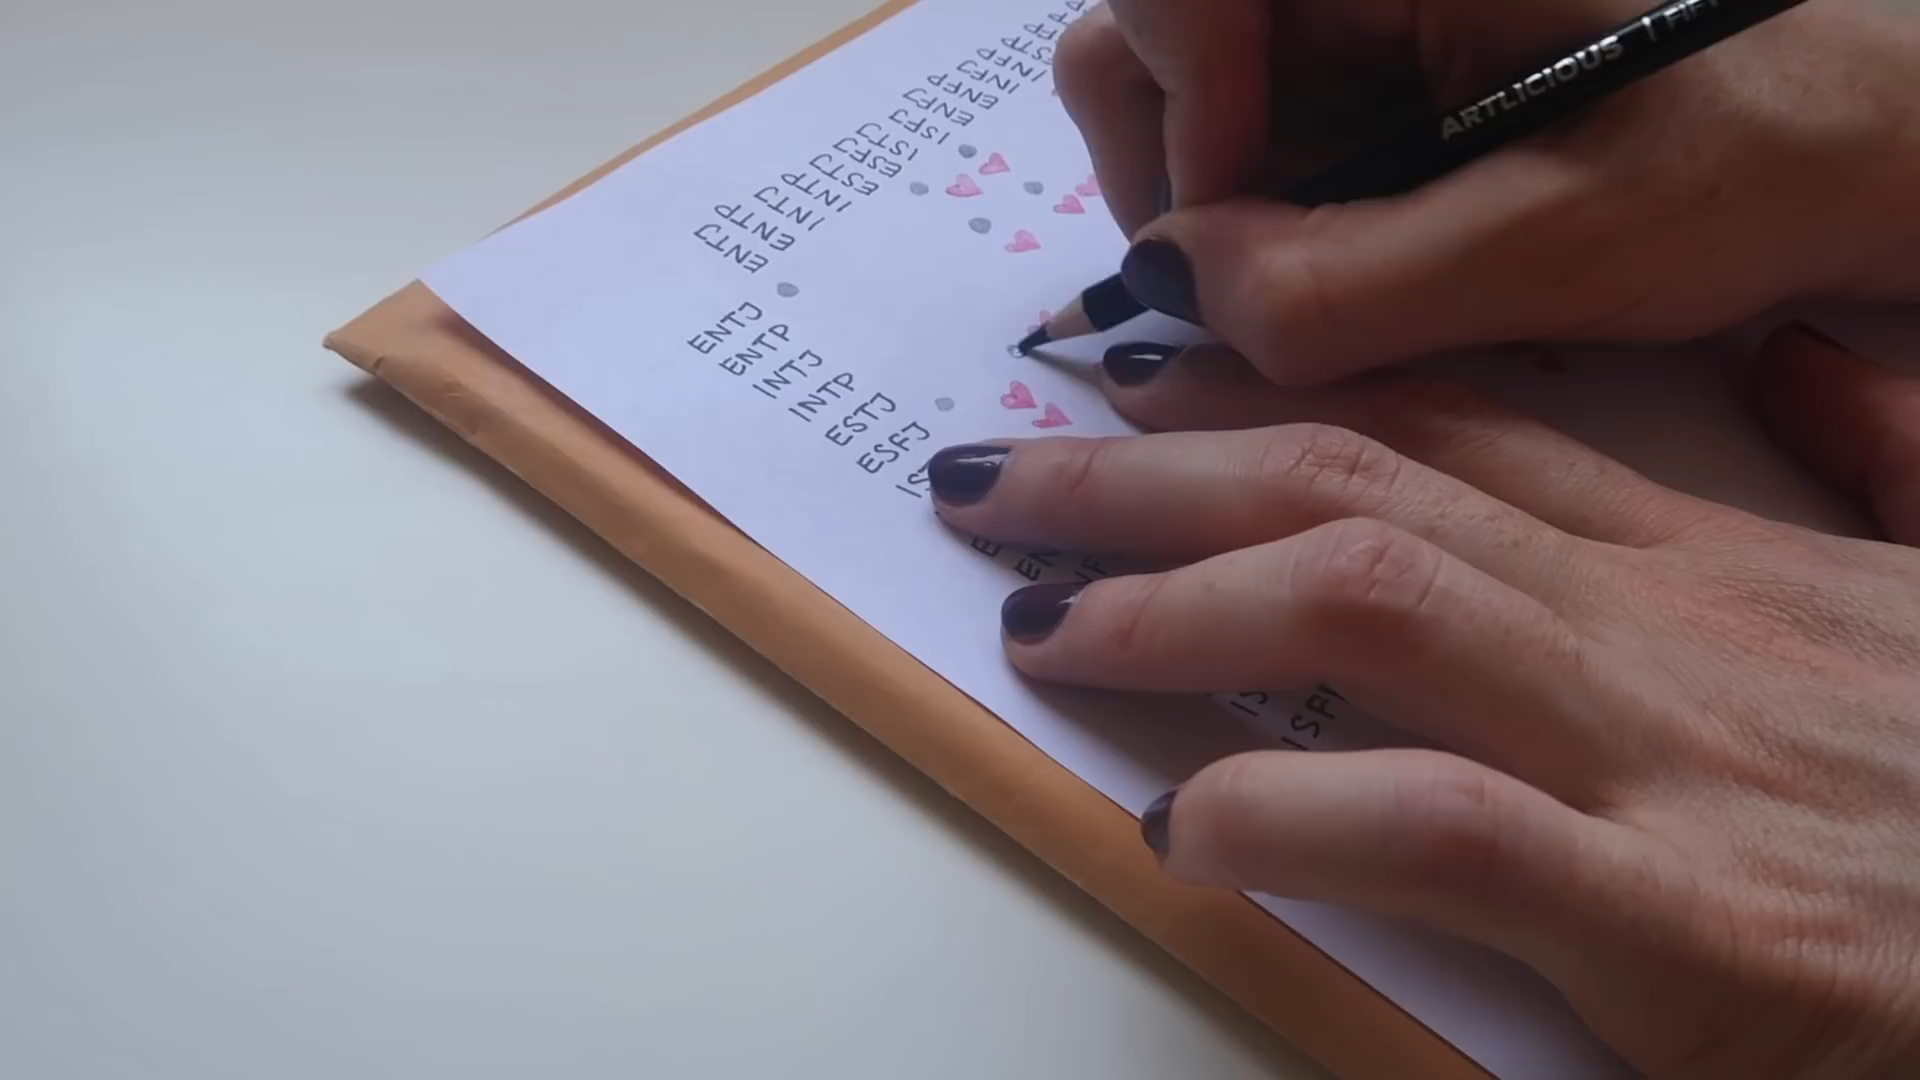 ENTJ
ENTP
INTJ
INTP
ESTJ
ESFJ
ISTJ
ISFJ
ENFJ
ENFP
INFJ
INFP
ENTJ
ENTP
INTJ
INTP
ESTJ
ESFJ
ARTLICIOUS